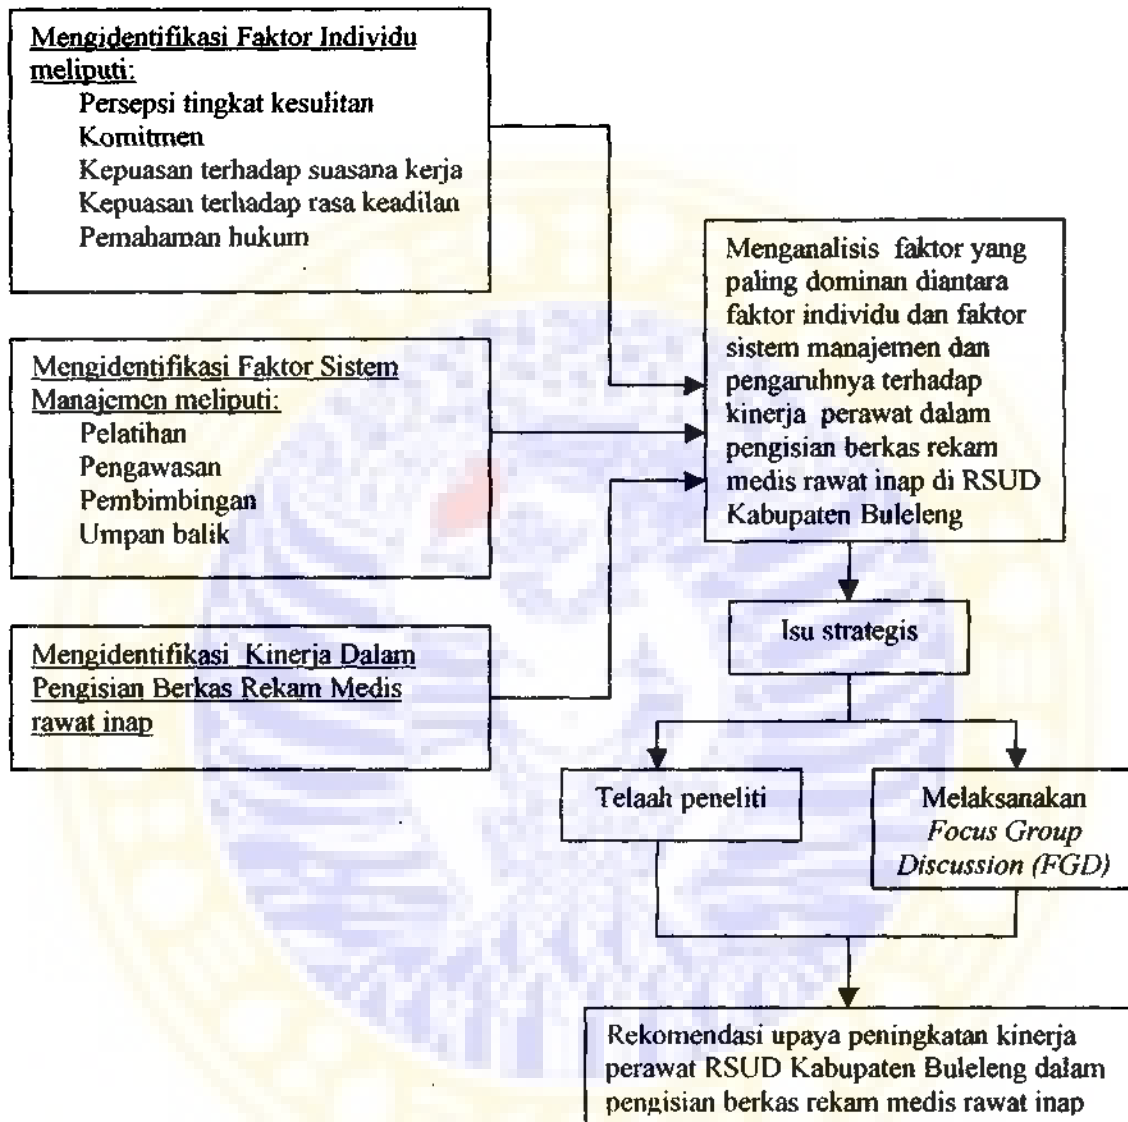 Mengidentifikasi Faktor Individu
meliputi:
Persepsi tingkat kesulitan
Komitmen
Kepuasan terhadap suasana kerja
Kepuasan terhadap rasa keadilan
Pemahaman hukum
Mengidentifikasi Faktor Sistem
Manajemen meliputi:
Pelatihan
Pengawasan
Pembimbingan
Umpan balik
Mengidentifikasi Kinerja Dalam
Pengisian Berkas Rekam Medis
rawat inap
Menganalisis faktor yang
paling dominan diantara
faktor individu dan faktor
sistem manajemen dan
pengaruhnya terhadap
kinerja perawat dalam
pengisian berkas rekam
medis rawat inap di RSUD
Kabupaten Buleleng
Isu strategis
Telaah peneliti
Melaksanakan
Focus Group
Discussion (FGD)
Rekomendasi upaya peningkatan kinerja
perawat RSUD Kabupaten Buleleng dalam
pengisian berkas rekam medis rawat inap